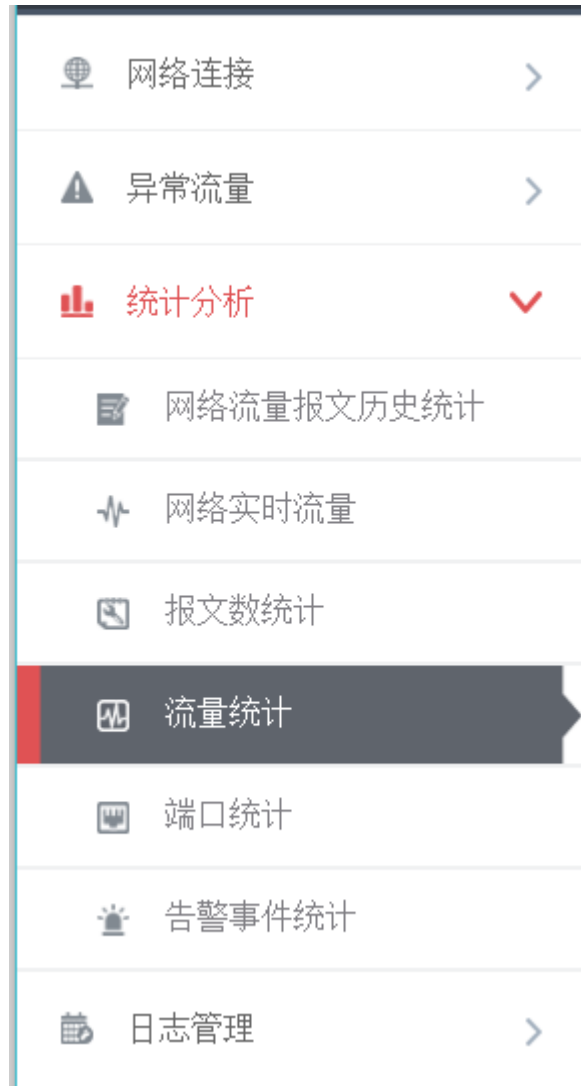 网络连接
异常流量
统计分析
网络流量报文历史统计
网络实时流量
报文数统计
流量统计
端口统计
告警事件统计
日志管理